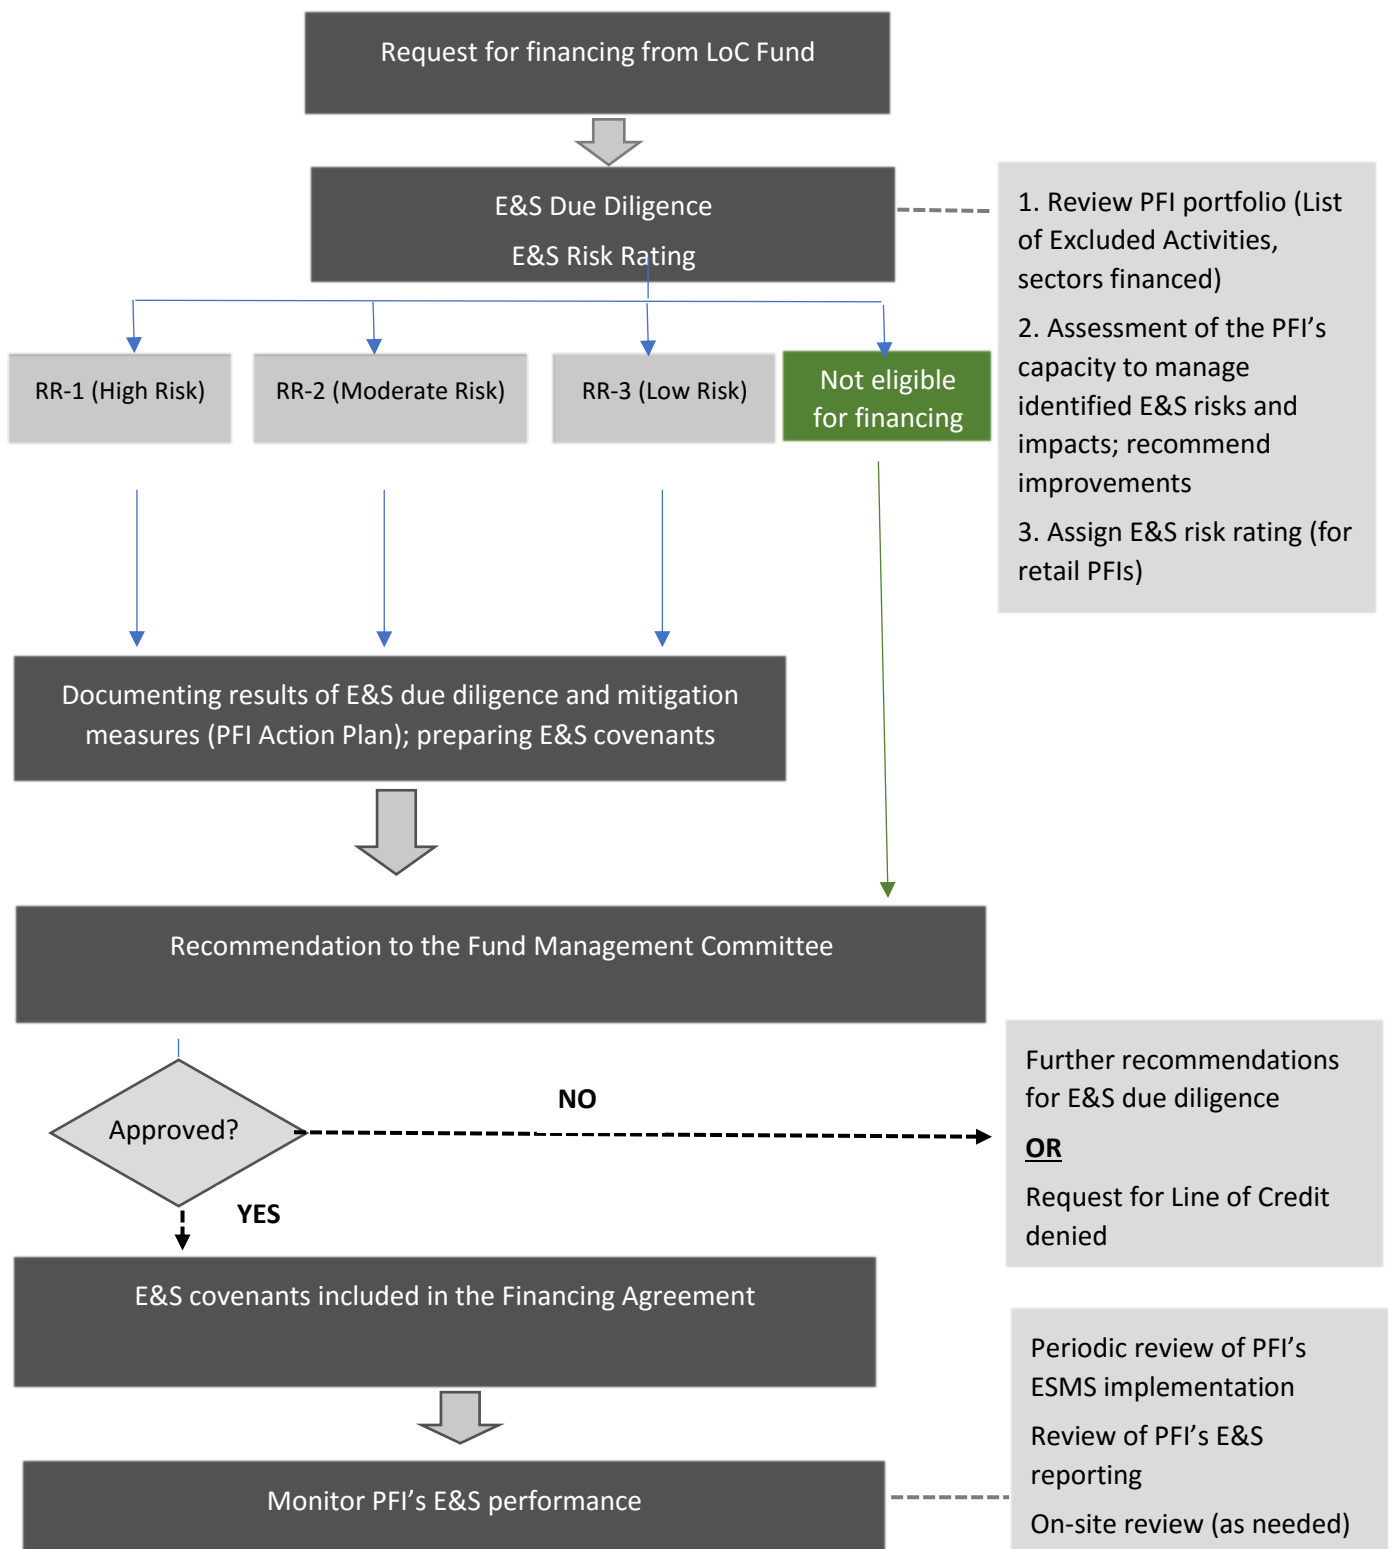 Request for financing from LoC Fund
E&S Due Diligence
E&S Risk Rating
1. Review PFI portfolio (List
of Excluded Activities,
sectors financed)
2. Assessment of the PFI’s
capacity to manage
identified E&S risks and
impacts; recommend
improvements
3. Assign E&S risk rating (for
retail PFIs)
RR-1 (High Risk)
RR-2 (Moderate Risk)
RR-3 (Low Risk)
Not eligible
for financing
Documenting results of E&S due diligence and mitigation
measures (PFI Action Plan); preparing E&S covenants
Recommendation to the Fund Management Committee
Approved?
NO
YES
Further recommendations
for E&S due diligence
OR
Request for Line of Credit
denied
E&S covenants included in the Financing Agreement
Monitor PFI’s E&S performance
Periodic review of PFI’s
ESMS implementation
Review of PFI’s E&S
reporting
On-site review (as needed)